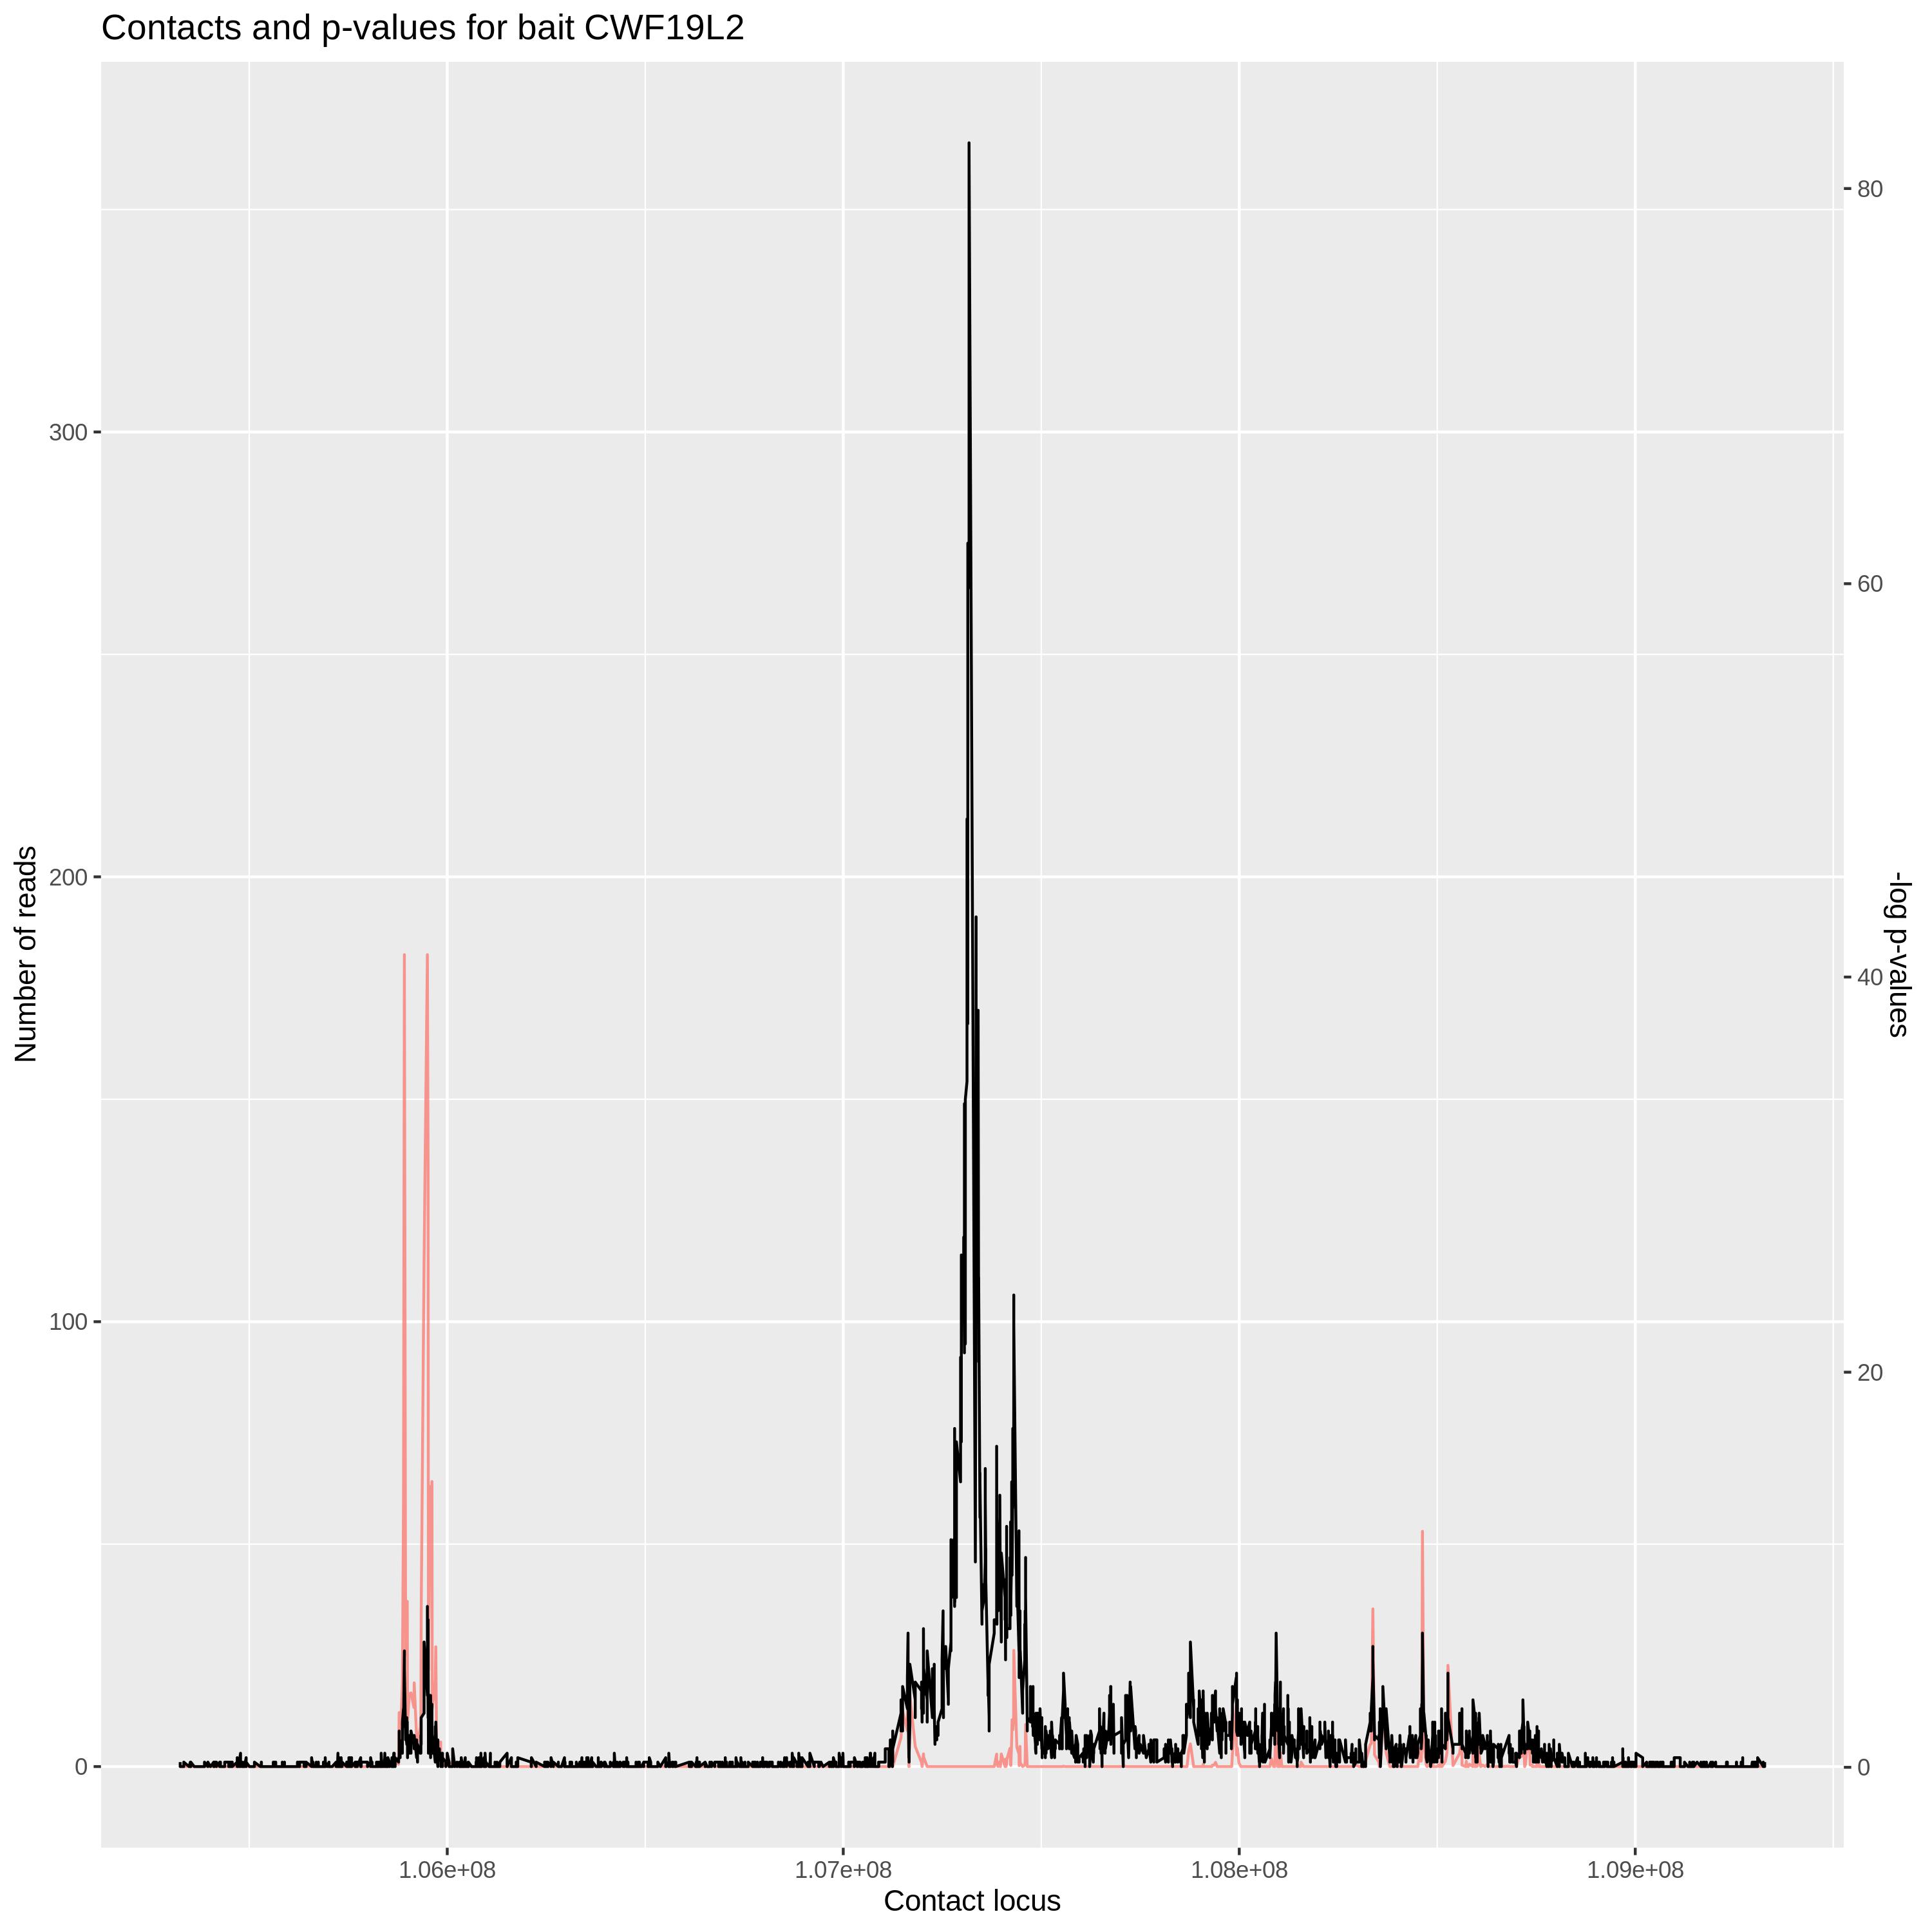 Contacts and p-values for bait CWF19L2
300
200
100
0
Number of reads
80
60
40
20
0
-log p-values
1.06e+08
1.07e+08
1.08e+08
1.09e+08
Contact locus